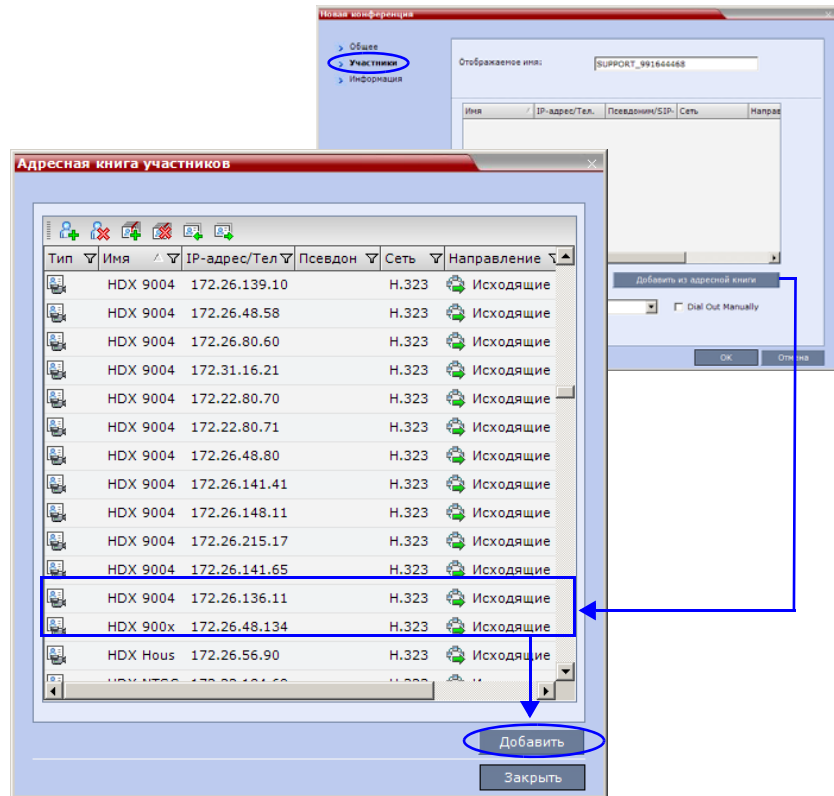 Новая конференция
Общее
Участники
Информация
Отображаемое имя: SUPPORT_991644468
Имя IP-адрес/Тел. Псевдоним/SIP- Сеть Направ
Добавить из адресной книги
Dial Out Manually
OK Отмена
Адресная книга участников
Тип Имя IP-адрес/Тел Псевдон Сеть Направление
HDX 9004 172.26.139.10 H.323 Исходящие
HDX 9004 172.26.48.58 H.323 Исходящие
HDX 9004 172.26.80.60 H.323 Исходящие
HDX 9004 172.31.16.21 H.323 Исходящие
HDX 9004 172.22.80.70 H.323 Исходящие
HDX 9004 172.22.80.71 H.323 Исходящие
HDX 9004 172.26.48.80 H.323 Исходящие
HDX 9004 172.26.141.41 H.323 Исходящие
HDX 9004 172.26.148.11 H.323 Исходящие
HDX 9004 172.26.215.17 H.323 Исходящие
HDX 9004 172.26.141.65 H.323 Исходящие
HDX 9004 172.26.136.11 H.323 Исходящие
HDX 900x 172.26.48.134 H.323 Исходящие
HDX Hous 172.26.56.90 H.323 Исходящие
Добавить
Закрыть